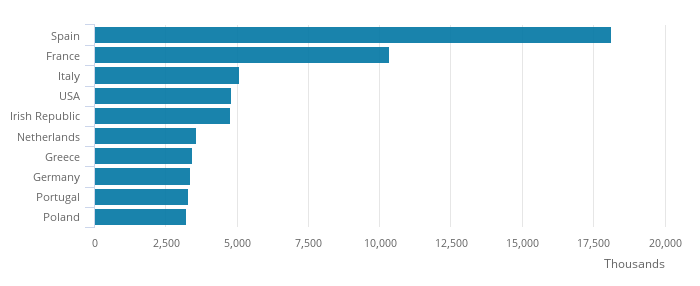 Spain
France
Italy
USA
Irish Republic
Netherlands
Greece
Germany
Portugal
Poland
0 2,500 5,000 7,500 10,000 12,500 15,000 17,500 20,000
Thousands